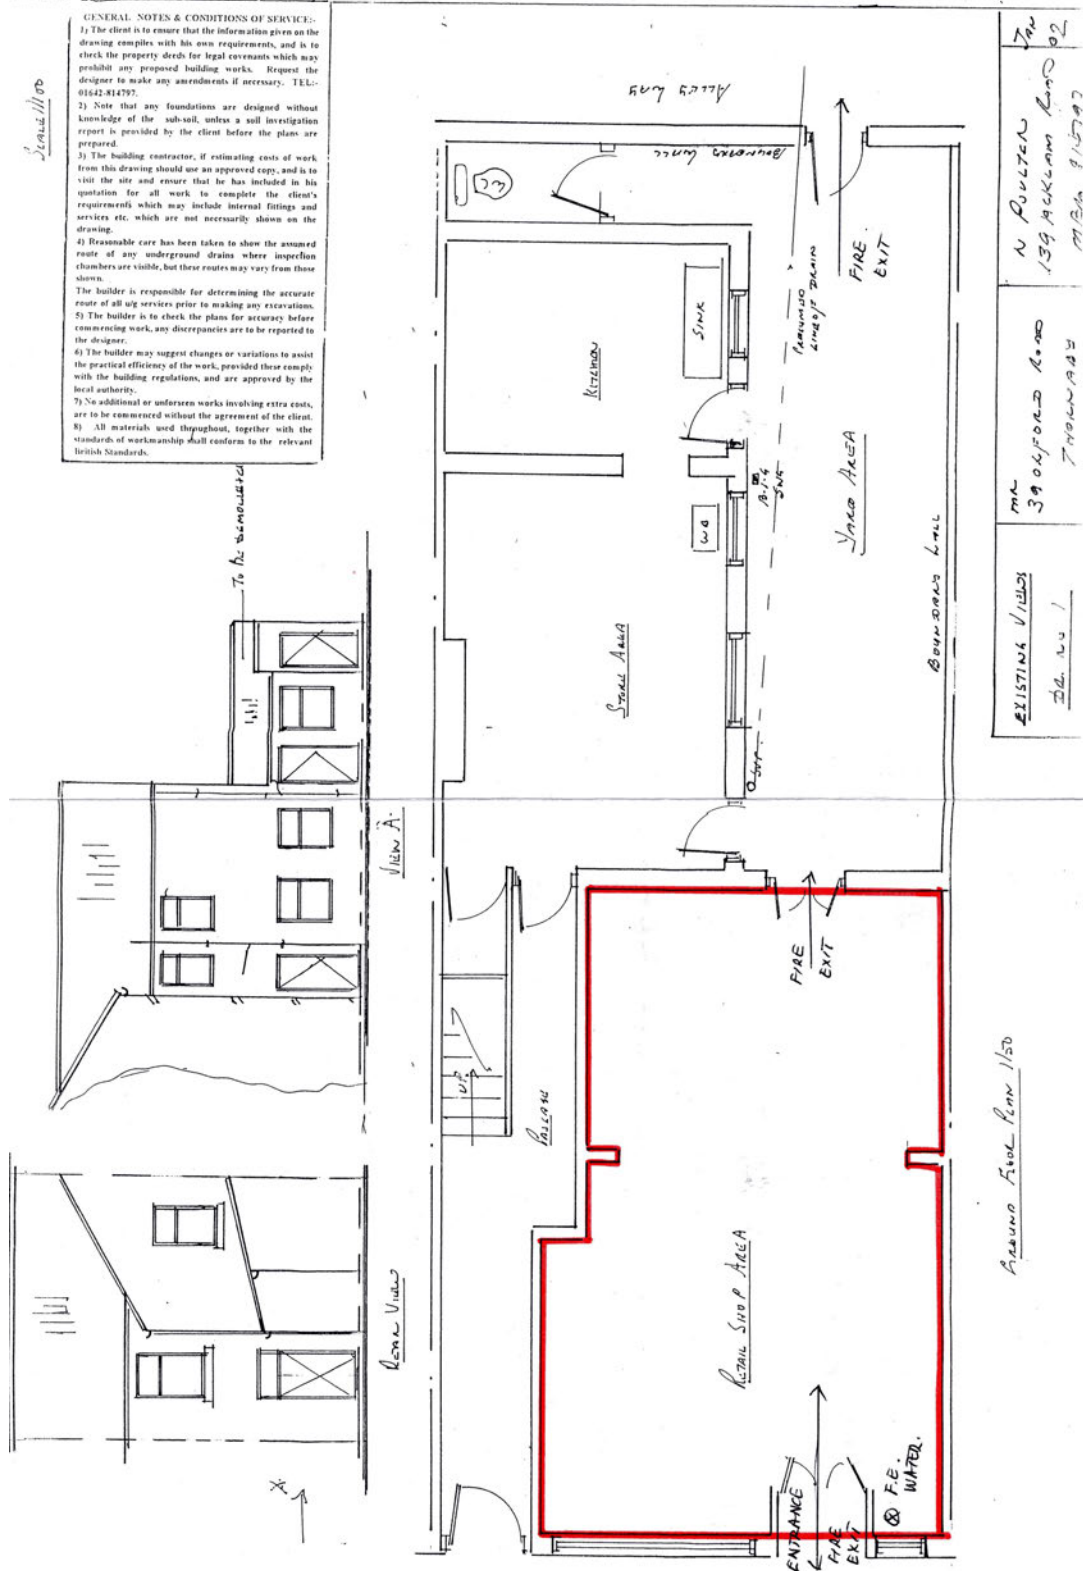 GENERAL NOTES & CONDITIONS OF SERVICE:-
1) The client is to ensure that the information given on the
drawing complies with his own requirements, and is to
check the property deeds for legal covenants which may
prohibit any proposed building works. Request the
designer to make any amendments if necessary. TEL:-
01642-814797.
2) Note that any foundations are designed without
knowledge of the sub-soil, unless a soil investigation
report is provided by the client before the plans are
prepared.
3) The building contractor, if estimating costs of work
from this drawing should use an approved copy, and is to
visit the site and ensure that he has included in his
quotation for all work to complete the client's
requirements which may include internal fittings and
services etc. which are not necessarily shown on the
drawing.
4) Reasonable care has been taken to show the assumed
route of any underground drains where inspection
chambers are visible, but these routes may vary from those
shown.
The builder is responsible for determining the accurate
route of all u/g services prior to making any excavations.
5) The builder is to check the plans for accuracy before
commencing work, any discrepancies are to be reported to
the designer.
6) The builder may suggest changes or variations to assist
the practical efficiency of the work, provided these comply
with the building regulations, and are approved by the
local authority.
7) No additional or unforseen works involving extra costs,
are to be commenced without the agreement of the client.
8) All materials used throughout, together with the
standards of workmanship shall conform to the relevant
British Standards.
SCALE 1/100
TO BE DEMOLISHED
VIEW A.
REAR VIEW
ALLEY WAY
BOUNDARY WALL
WC
KITCHEN
SINK
FIRE.
EXIT
PRESUMED
LINE OF DRAIN
YARD AREA
WB
STORE AREA
SVP
BOUNDARY WALL
FIRE
EXIT
UP
PASSAGE
RETAIL SHOP AREA
ENTRANCE
FIRE
EXIT
F.E.
WATER.
GROUND FLOOR PLAN 1/50
EXISTING VIEWS
DR. NO 1
MR
39 OXFORD ROAD
THORNABY
N POULTER
139 ACKLAM ROAD
JAN
02